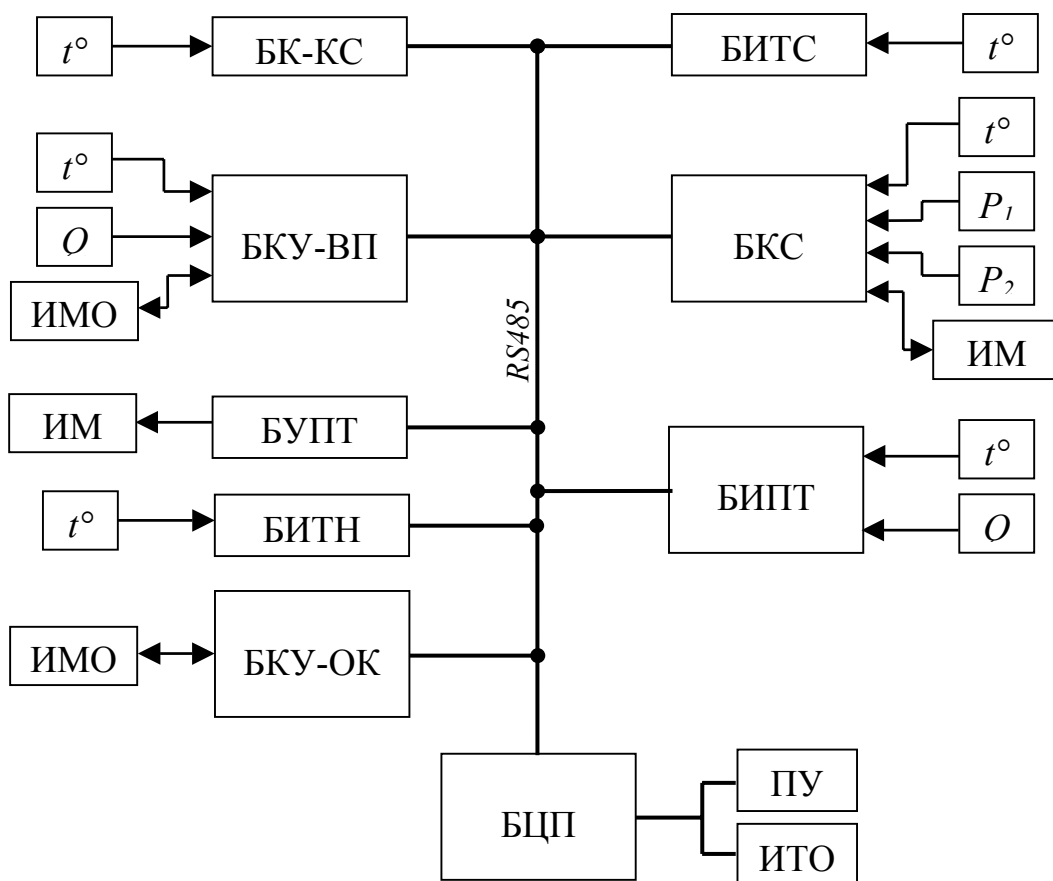 t°
БК-КС
БИТС
t°
t°
Q
ИМО
БКУ-ВП
БКС
t°
P₁
P₂
ИМ
RS485
ИМ
БУПТ
t°
БИТН
БИПТ
t°
Q
ИМО
БКУ-ОК
БЦП
ПУ
ИТО